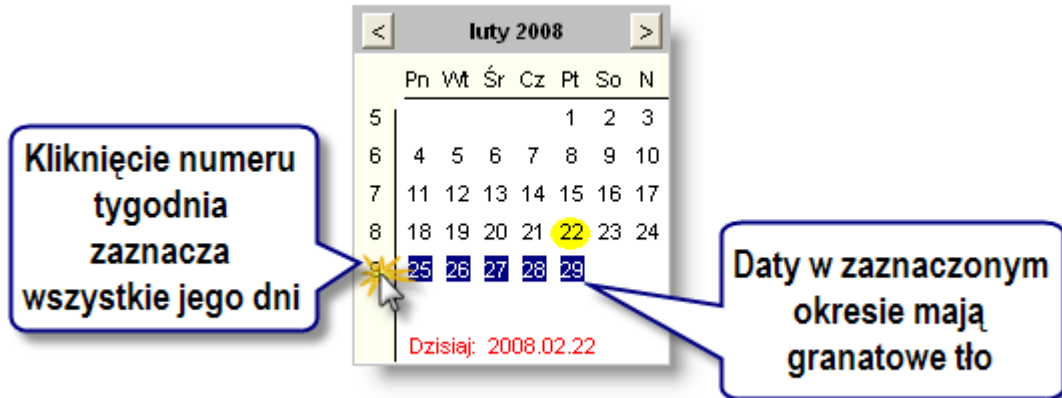 < luty 2008 >
Pn Wt Śr Cz Pt So N
5 1 2 3
6 4 5 6 7 8 9 10
7 11 12 13 14 15 16 17
8 18 19 20 21 22 23 24
9 25 26 27 28 29
Dzisiaj: 2008.02.22
Kliknięcie numeru
tygodnia
zaznacza
wszystkie jego dni
Daty w zaznaczonym
okresie mają
granatowe tło